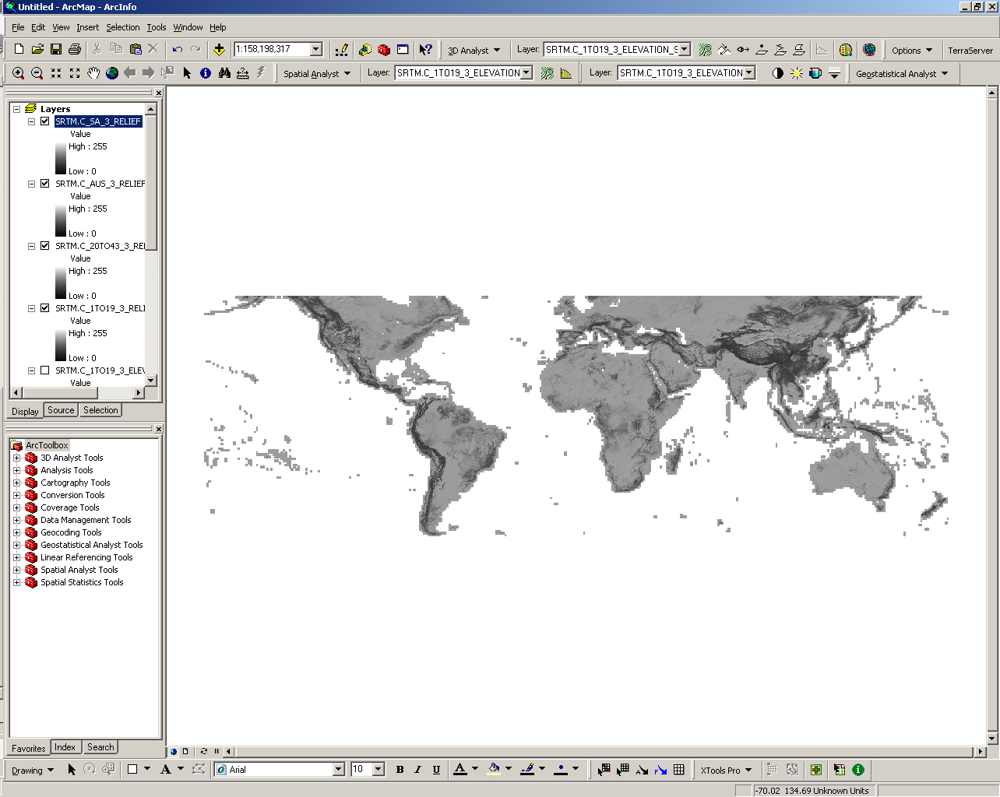 Untitled - ArcMap - ArcInfo
File Edit View Insert Selection Tools Window Help
1:158,198,317 3D Analyst Layer: SRTM.C_1TO19_3_ELEVATION_S Options TerraServer
Spatial Analyst Layer: SRTM.C_1TO19_3_ELEVATION Layer: SRTM.C_1TO19_3_ELEVATION Geostatistical Analyst
Layers
SRTM.C_SA_3_RELIEF
Value
High : 255
Low : 0
SRTM.C_AUS_3_RELIEF
Value
High : 255
Low : 0
SRTM.C_20TO43_3_REL
Value
High : 255
Low : 0
SRTM.C_1TO19_3_RELI
Value
High : 255
Low : 0
SRTM.C_1TO19_3_ELEV
Value
Display Source Selection
ArcToolbox
3D Analyst Tools
Analysis Tools
Cartography Tools
Conversion Tools
Coverage Tools
Data Management Tools
Geocoding Tools
Geostatistical Analyst Tools
Linear Referencing Tools
Spatial Analyst Tools
Spatial Statistics Tools
Favorites Index Search
Drawing A Arial 10 B I U A XTools Pro
-70.02 134.69 Unknown Units